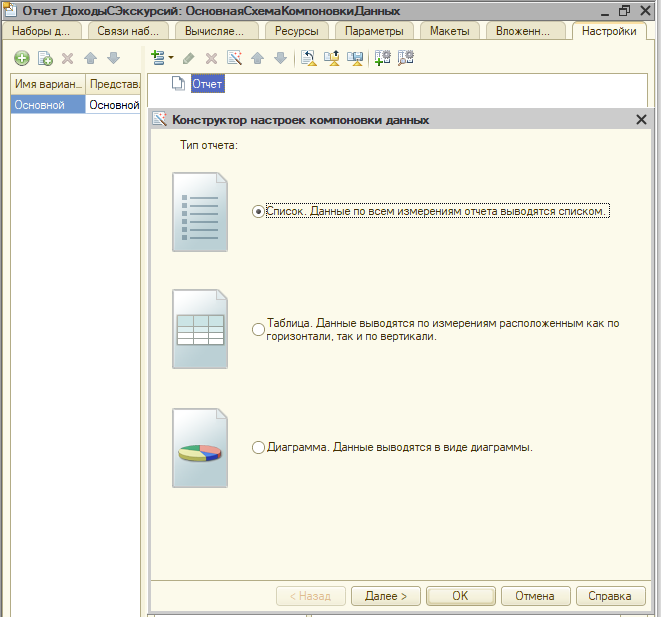 Отчет ДоходыСЭкскурсий: ОсновнаяСхемаКомпоновкиДанных
Наборы д... Связи наб... Вычисляе... Ресурсы Параметры Макеты Вложенн... Настройки
Имя вариан... Представ
Отчет
Основной Основной
Конструктор настроек компоновки данных
Тип отчета:
Список. Данные по всем измерениям отчета выводятся списком.
Таблица. Данные выводятся по измерениям расположенным как по
горизонтали, так и по вертикали.
Диаграмма. Данные выводятся в виде диаграммы.
< Назад Далее > OK Отмена Справка